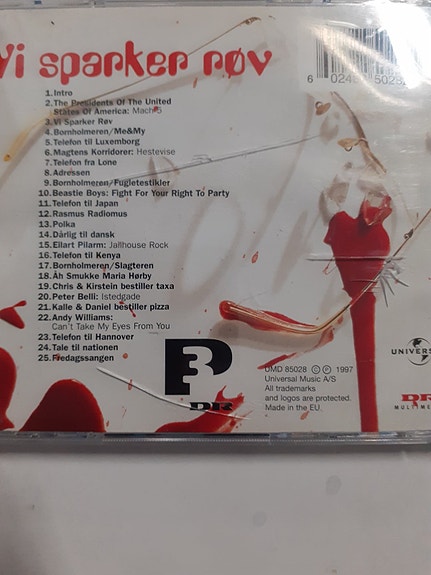 Vi sparker røv
1. Intro
2. The Presidents Of The United
States Of America: Mach 5
3. Vi Sparker Røv
4. Bornholmeren/Me&My
5. Telefon til Luxemborg
6. Magtens Korridorer: Hestevise
7. Telefon fra Lone
8. Adressen
9. Bornholmeren/Fugletestikler
10. Beastie Boys: Fight For Your Right To Party
11. Telefon til Japan
12. Rasmus Radiomus
13. Polka
14. Dårlig til dansk
15. Eilart Pilarm: Jailhouse Rock
16. Telefon til Kenya
17. Bornholmeren/Slagteren
18. Åh Smukke Maria Hørby
19. Chris & Kirstein bestiller taxa
20. Peter Belli: Istedgade
21. Kalle & Daniel bestiller pizza
22. Andy Williams:
Can't Take My Eyes From You
23. Telefon til Hannover
24. Tale til nationen
25. Fredagssangen
P3
DR
DMD 85028 © ℗ 1997
Universal Music A/S
All trademarks
and logos are protected.
Made in the EU.
UNIVERS
DR
MULTIME